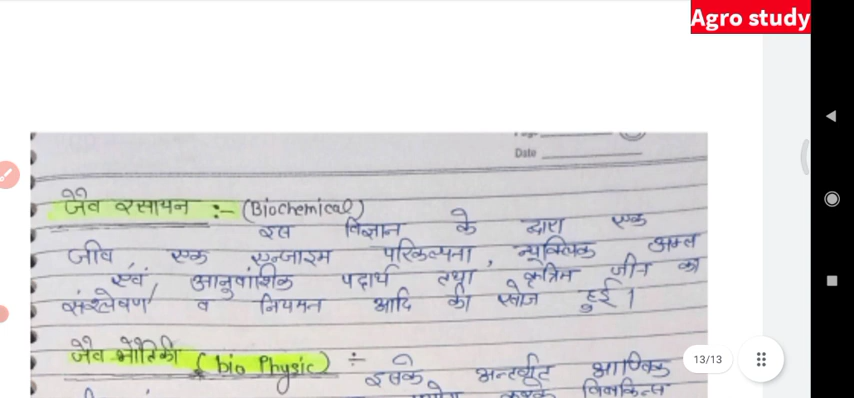 Agro study
Date
जैव रसायन :- (Biochemical)
इस विज्ञान के द्वारा एक
जीव, एक एन्जाइम परिकल्पना, न्यूक्लिक अम्ल
एवं आनुवांशिक पदार्थ तथा कृत्रिम जीन का
संश्लेषण व नियमन आदि की खोज हुई।
जैव भौतिकी (bio Physic) ÷ इसके अन्तर्गत आण्विक
13/13